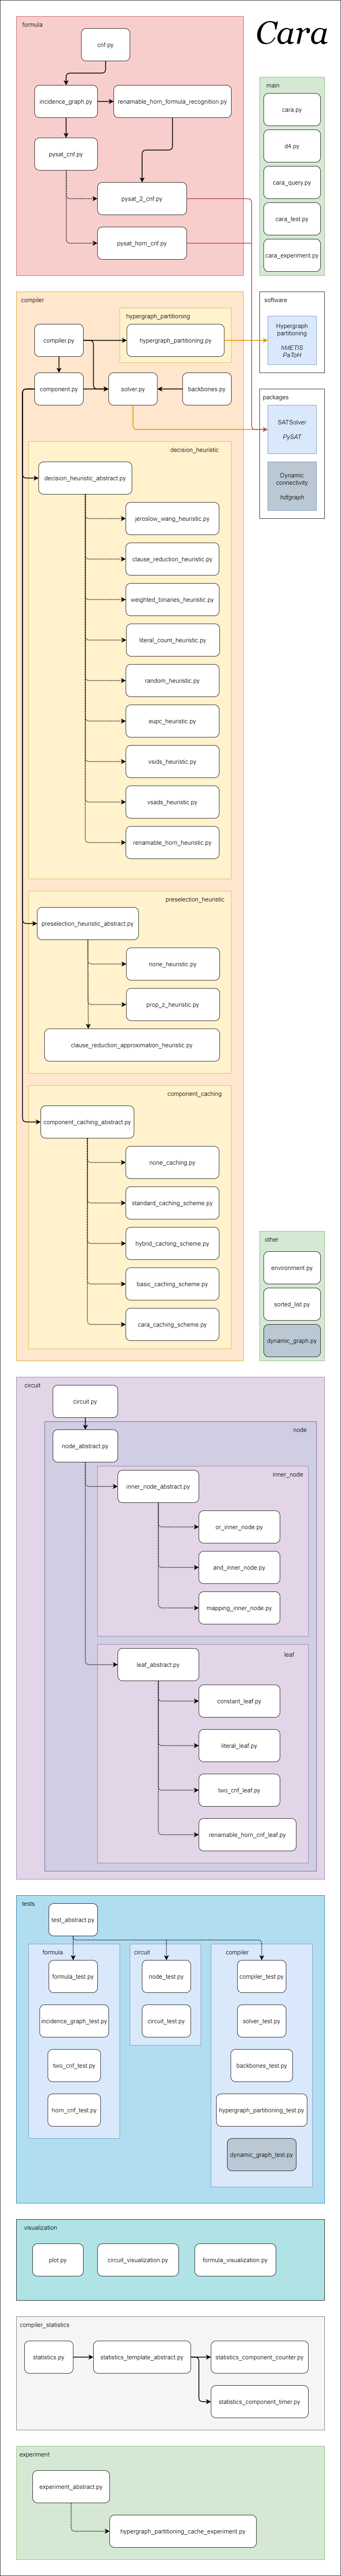 Cara
formula
cnf.py
incidence_graph.py
renamable_horn_formula_recognition.py
pysat_cnf.py
pysat_2_cnf.py
pysat_horn_cnf.py
main
cara.py
d4.py
cara_query.py
cara_test.py
cara_experiment.py
compiler
hypergraph_partitioning
compiler.py
hypergraph_partitioning.py
component.py
solver.py
backbones.py
software
Hypergraph
partitioning
hMETIS
PaToH
packages
SATSolver
PySAT
Dynamic
connectivity
hdtgraph
decision_heuristic
decision_heuristic_abstract.py
jeroslow_wang_heuristic.py
clause_reduction_heuristic.py
weighted_binaries_heuristic.py
literal_count_heuristic.py
random_heuristic.py
eupc_heuristic.py
vsids_heuristic.py
vsads_heuristic.py
renamable_horn_heuristic.py
preselection_heuristic
preselection_heuristic_abstract.py
none_heuristic.py
prop_z_heuristic.py
clause_reduction_approximation_heuristic.py
component_caching
component_caching_abstract.py
none_caching.py
standard_caching_scheme.py
hybrid_caching_scheme.py
basic_caching_scheme.py
cara_caching_scheme.py
other
environment.py
sorted_list.py
dynamic_graph.py
circuit
circuit.py
node
node_abstract.py
inner_node
inner_node_abstract.py
or_inner_node.py
and_inner_node.py
mapping_inner_node.py
leaf
leaf_abstract.py
constant_leaf.py
literal_leaf.py
two_cnf_leaf.py
renamable_horn_cnf_leaf.py
tests
test_abstract.py
formula
formula_test.py
incidence_graph_test.py
two_cnf_test.py
horn_cnf_test.py
circuit
node_test.py
circuit_test.py
compiler
compiler_test.py
solver_test.py
backbones_test.py
hypergraph_partitioning_test.py
dynamic_graph_test.py
visualization
plot.py
circuit_visualization.py
formula_visualization.py
compiler_statistics
statistics.py
statistics_template_abstract.py
statistics_component_counter.py
statistics_component_timer.py
experiment
experiment_abstract.py
hypergraph_partitioning_cache_experiment.py